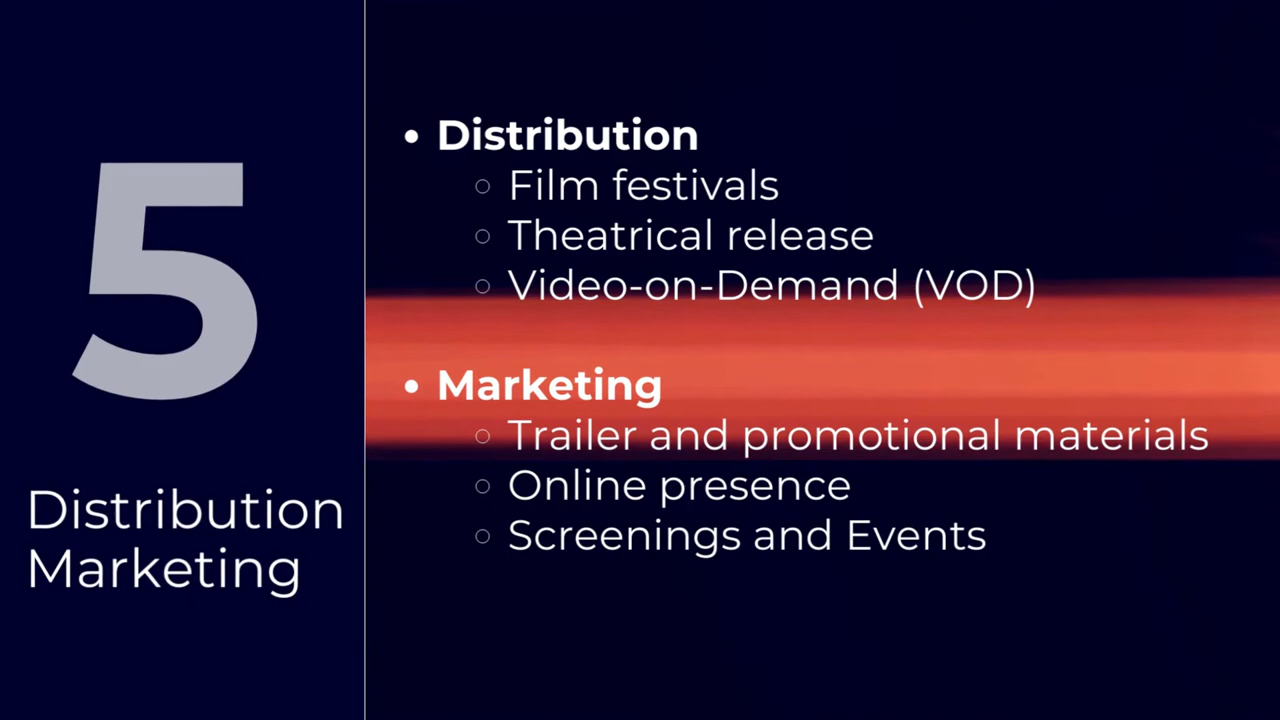 5
Distribution
Marketing
• Distribution
○ Film festivals
○ Theatrical release
○ Video-on-Demand (VOD)
• Marketing
○ Trailer and promotional materials
○ Online presence
○ Screenings and Events